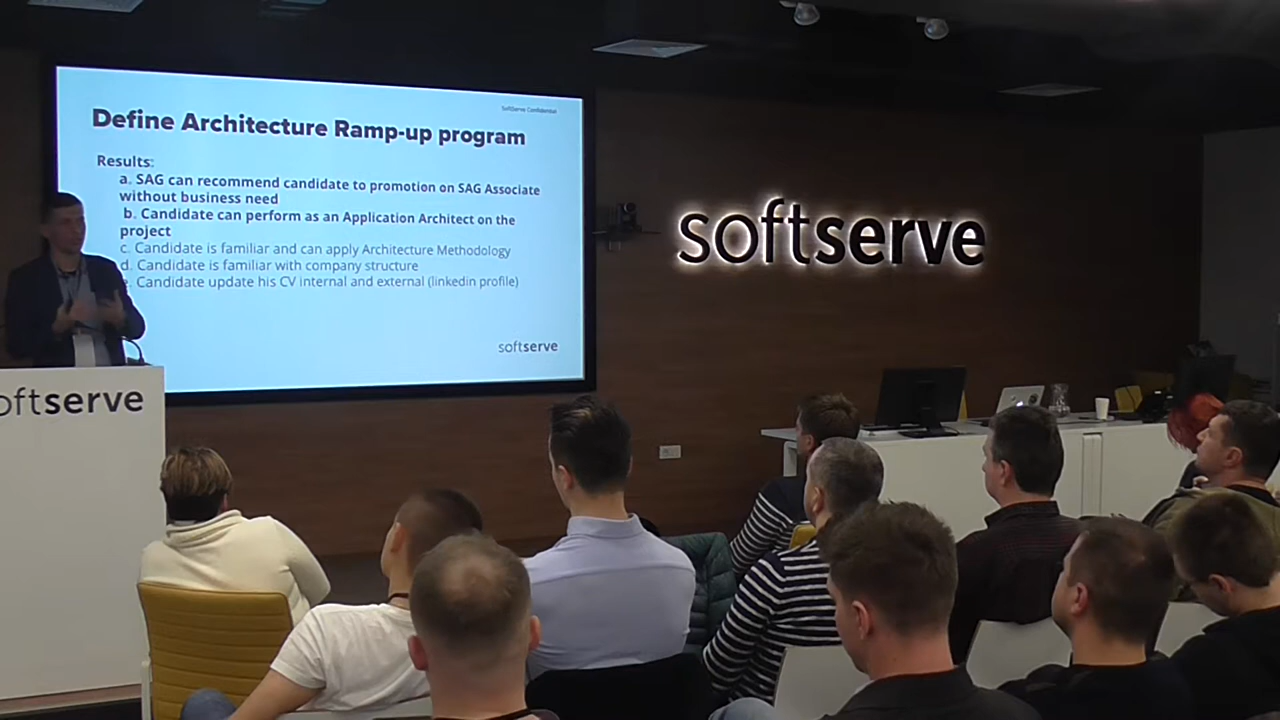 SoftServe Confidential
Define Architecture Ramp-up program
Results:
a. SAG can recommend candidate to promotion on SAG Associate
without business need
b. Candidate can perform as an Application Architect on the
project
c. Candidate is familiar and can apply Architecture Methodology
d. Candidate is familiar with company structure
e. Candidate update his CV internal and external (linkedin profile)
softserve
softserve
oftserve